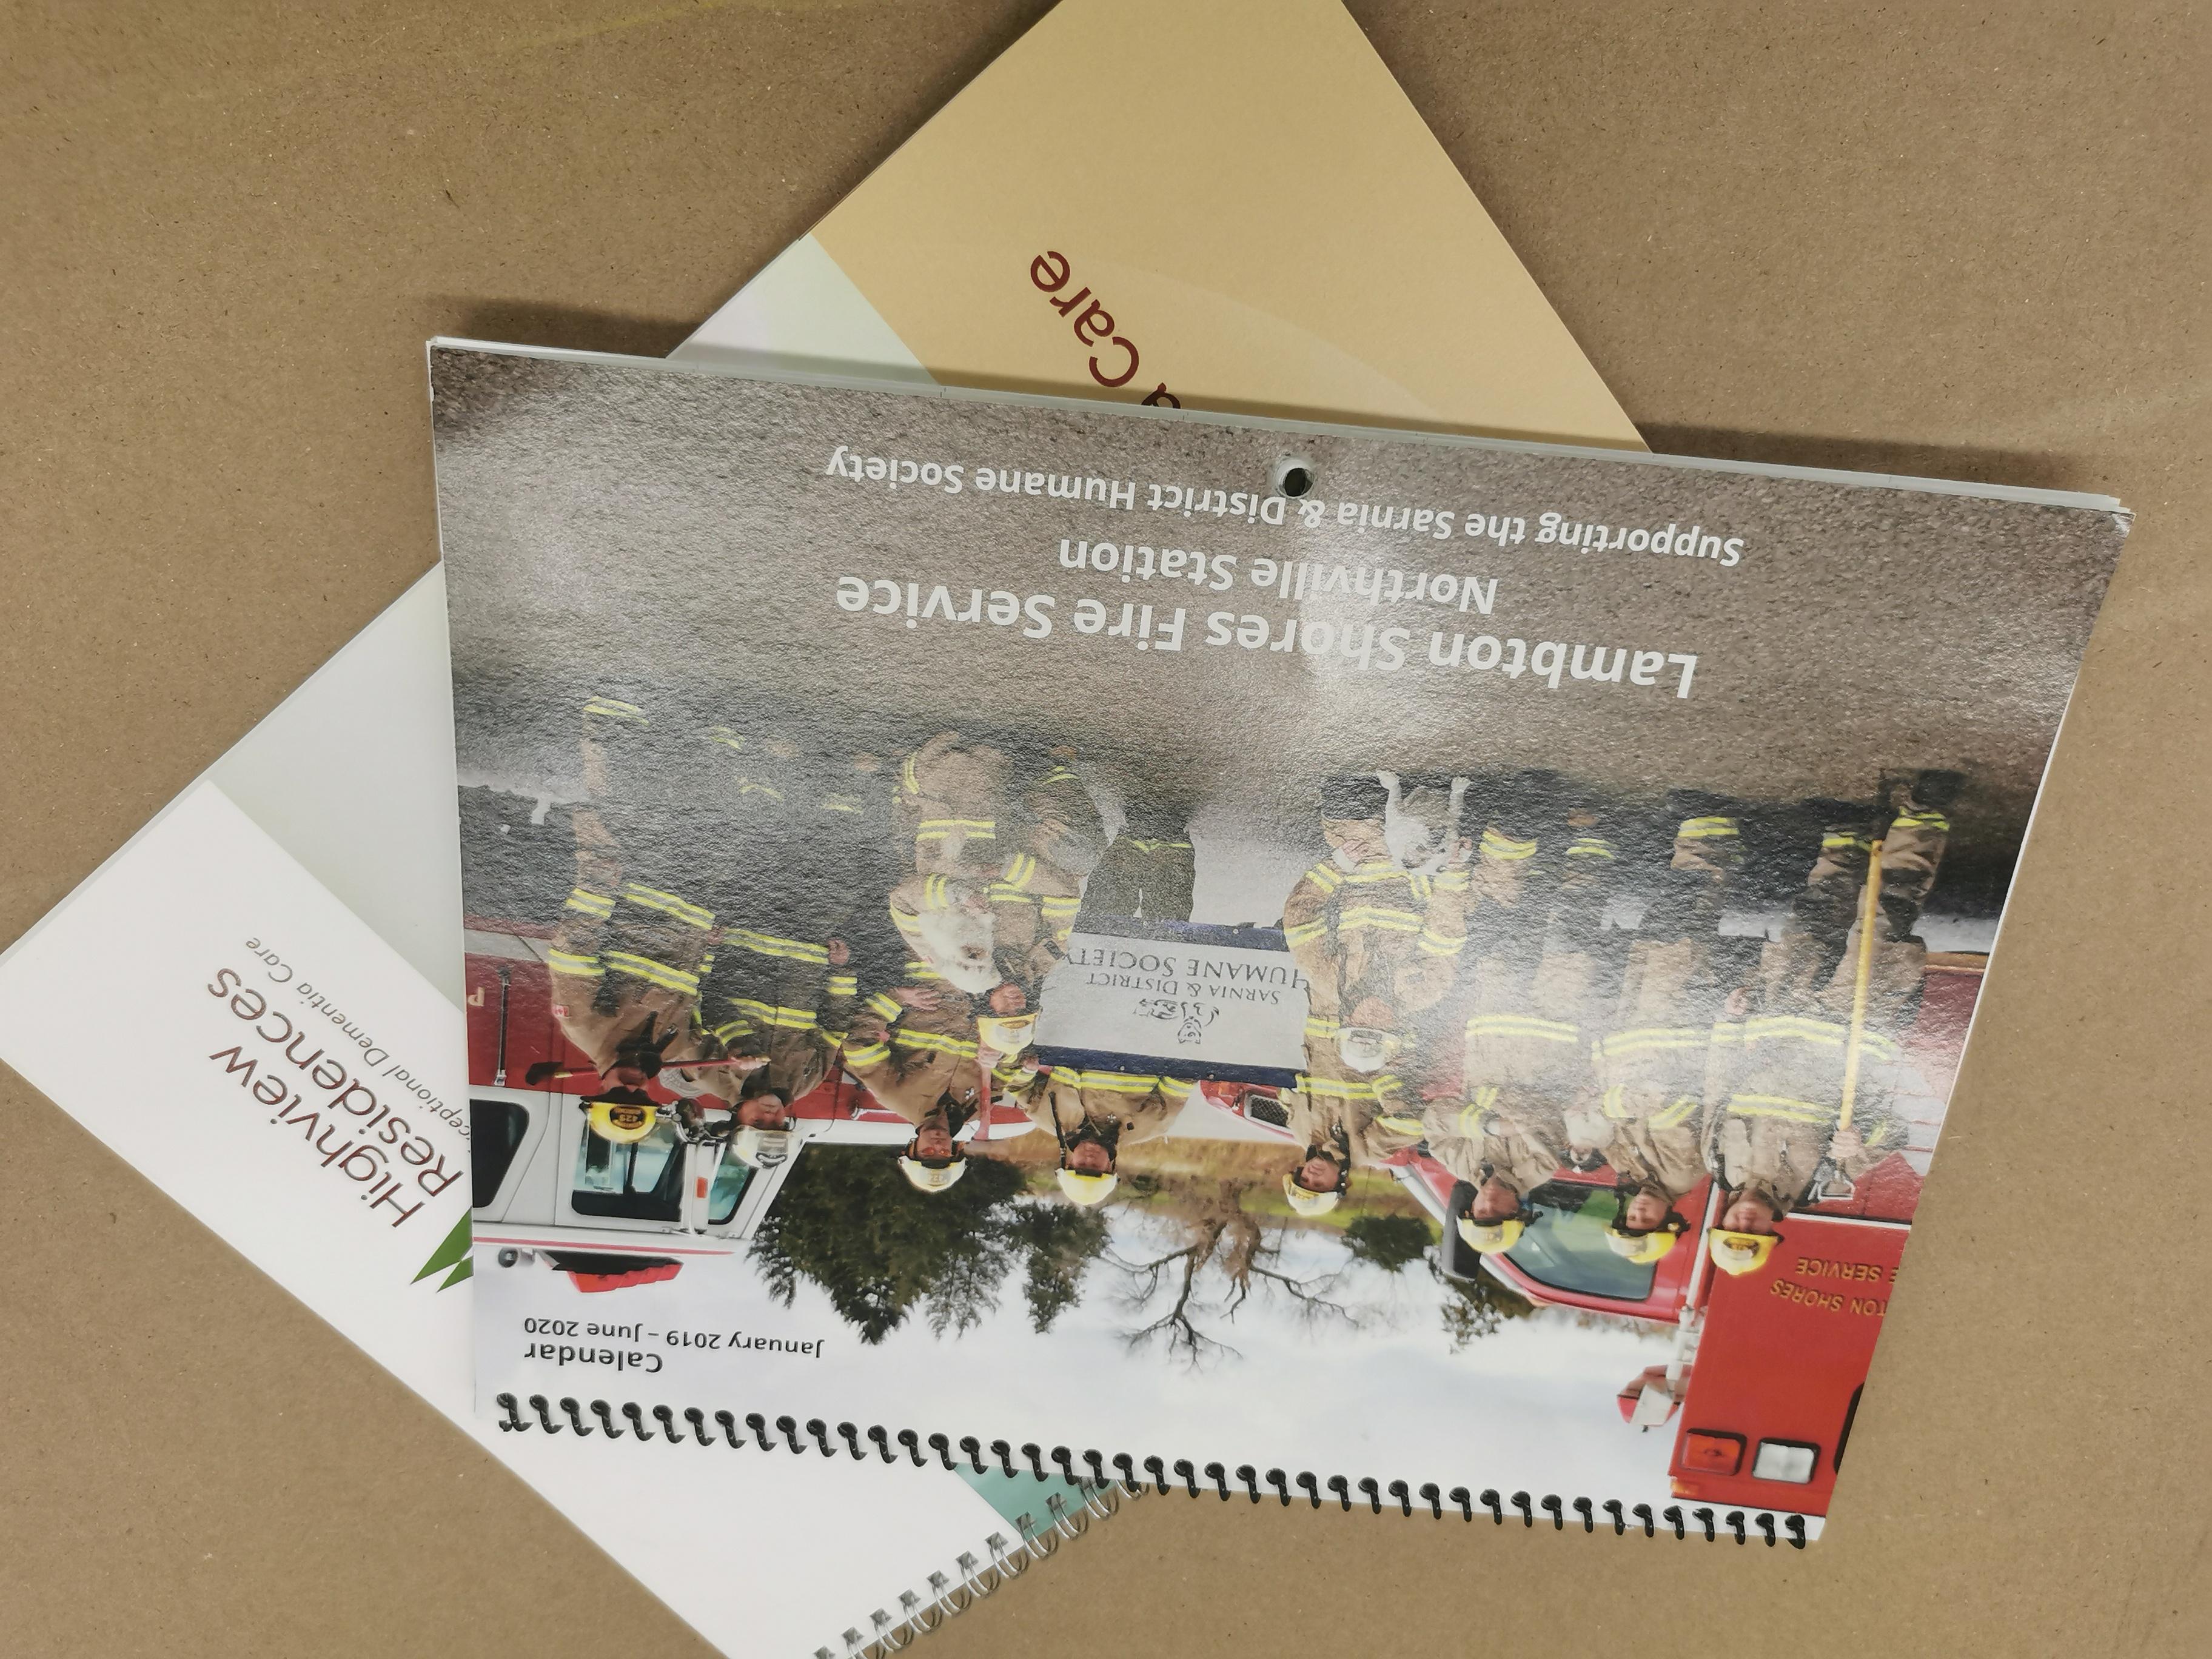 Supporting the Sarnia & District Humane Society
Northville Station
Lambton Shores Fire Service
SARNIA & DISTRICT
HUMANE SOCIETY
TON SHORES
E SERVICE
Calendar
January 2019 – June 2020
Highview
Residences
Dementia Care
Care